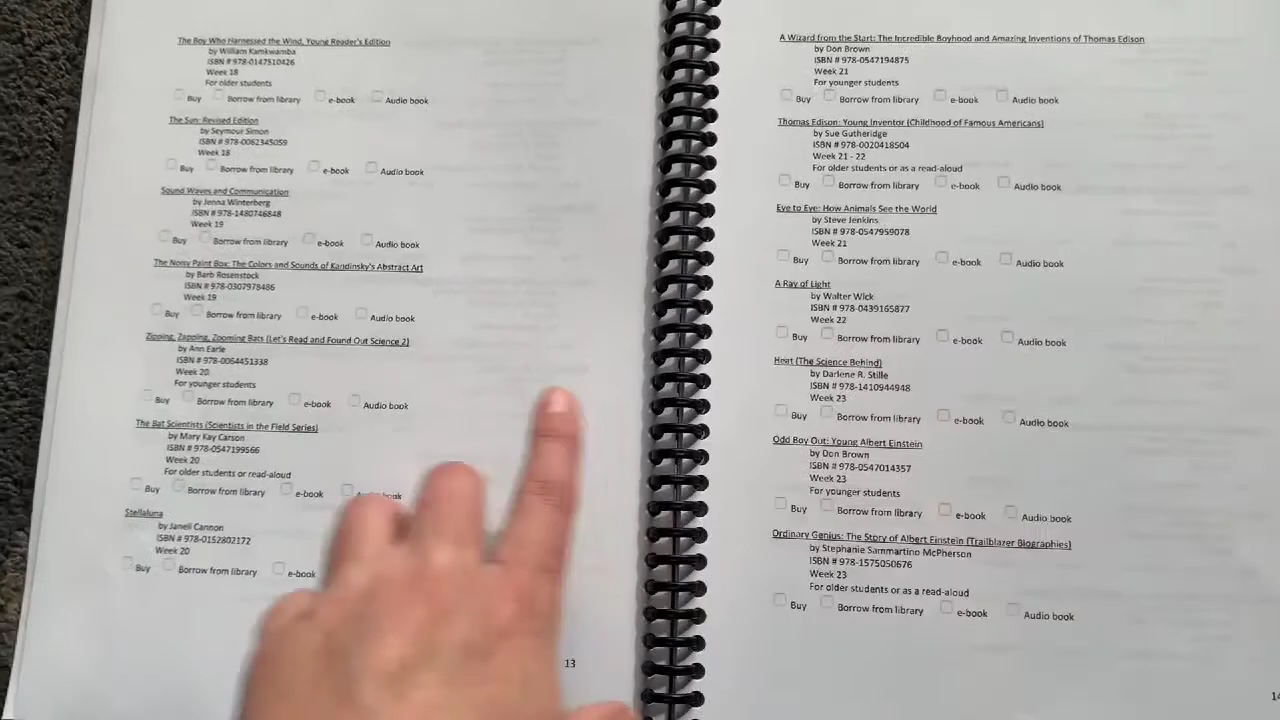 The Boy Who Harnessed the Wind, Young Reader's Edition
by William Kamkwamba
ISBN # 978-0147510426
Week 18
For older students
Buy Borrow from library e-book Audio book
The Sun: Revised Edition
by Seymour Simon
ISBN # 978-0062345059
Week 18
Buy Borrow from library e-book Audio book
Sound Waves and Communication
by Jenna Winterberg
ISBN # 978-1480746848
Week 19
Buy Borrow from library e-book Audio book
The Noisy Paint Box: The Colors and Sounds of Kandinsky's Abstract Art
by Barb Rosenstock
ISBN # 978-0307978486
Week 19
Buy Borrow from library e-book Audio book
Zipping, Zapping, Zooming Bats (Let's Read and Found Out Science 2)
by Ann Earle
ISBN # 978-0064451338
Week 20
For younger students
Buy Borrow from library e-book Audio book
The Bat Scientists (Scientists in the Field Series)
by Mary Kay Carson
ISBN # 978-0547199566
Week 20
For older students or read-aloud
Buy Borrow from library e-book book
Stellaluna
by Janell Cannon
ISBN # 978-0152802172
Week 20
Buy Borrow from library e-book
13
A Wizard from the Start: The Incredible Boyhood and Amazing Inventions of Thomas Edison
by Don Brown
ISBN # 978-0547194875
Week 21
For younger students
Buy Borrow from library e-book Audio book
Thomas Edison: Young Inventor (Childhood of Famous Americans)
by Sue Gutheridge
ISBN # 978-0020418504
Week 21 - 22
For older students or as a read-aloud
Buy Borrow from library e-book Audio book
Eye to Eye: How Animals See the World
by Steve Jenkins
ISBN # 978-0547959078
Week 21
Buy Borrow from library e-book Audio book
A Ray of Light
by Walter Wick
ISBN # 978-0439165877
Week 22
Buy Borrow from library e-book Audio book
Heat (The Science Behind)
by Darlene R. Stille
ISBN # 978-1410944948
Week 23
Buy Borrow from library e-book Audio book
Odd Boy Out: Young Albert Einstein
by Don Brown
ISBN # 978-0547014357
Week 23
For younger students
Buy Borrow from library e-book Audio book
Ordinary Genius: The Story of Albert Einstein (Trailblazer Biographies)
by Stephanie Sammartino McPherson
ISBN # 978-1575050676
Week 23
For older students or as a read-aloud
Buy Borrow from library e-book Audio book